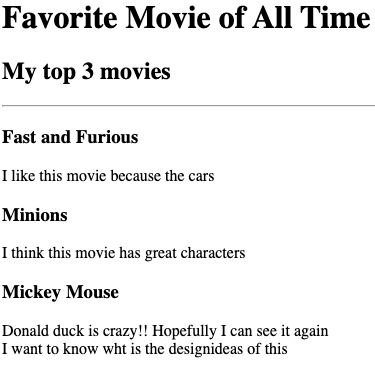 Favorite Movie of All Time
My top 3 movies
Fast and Furious
I like this movie because the cars
Minions
I think this movie has great characters
Mickey Mouse
Donald duck is crazy!! Hopefully I can see it again
I want to know wht is the designideas of this